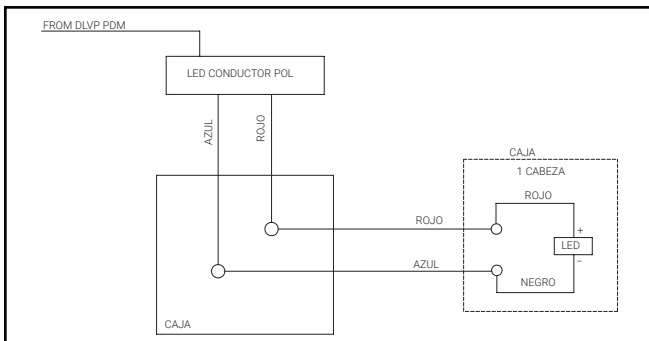 FROM DLVP PDM
LED CONDUCTOR POL
AZUL
ROJO
CAJA
1 CABEZA
ROJO
ROJO
+
LED
−
AZUL
NEGRO
CAJA